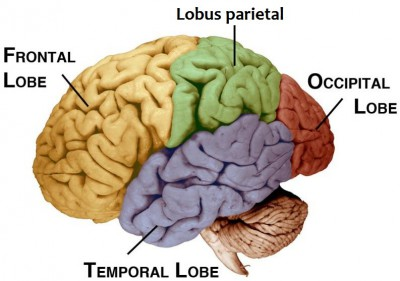 Lobus parietal
FRONTAL
LOBE
OCCIPITAL
LOBE
TEMPORAL LOBE